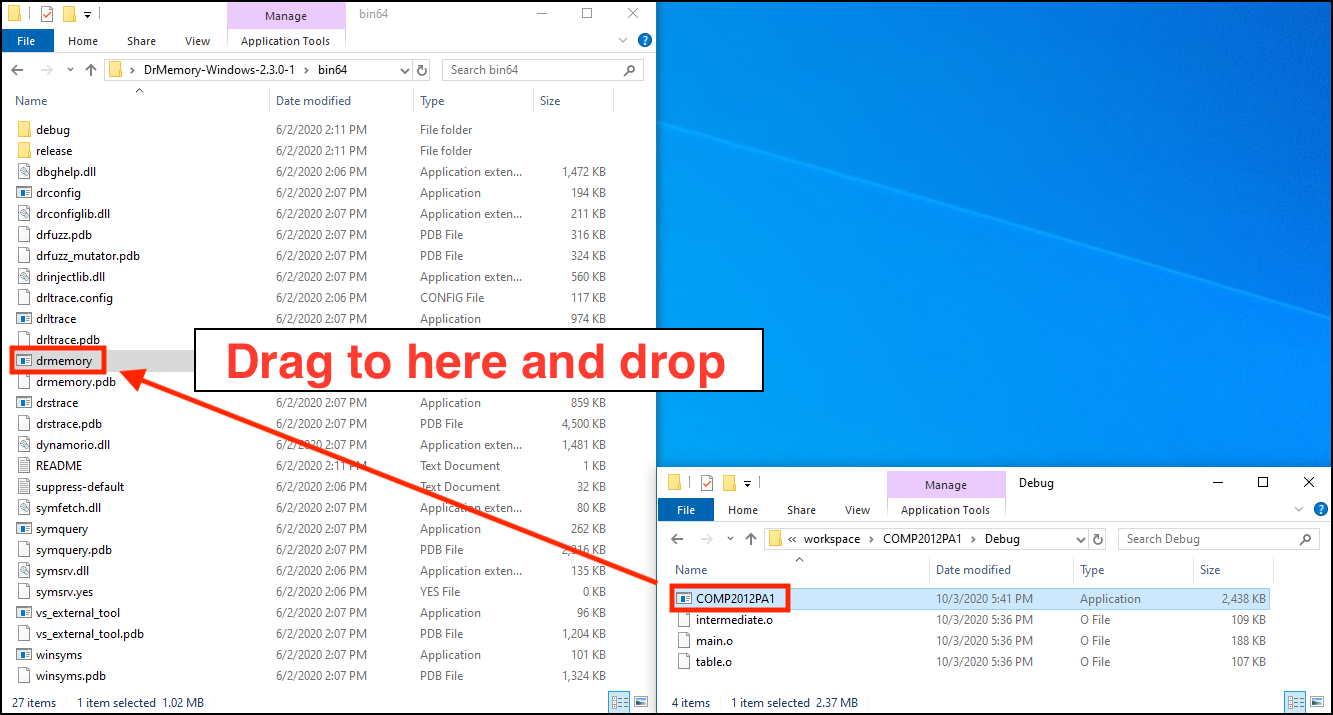 Manage
bin64
File
Home
Share
View
Application Tools
DrMemory-Windows-2.3.0-1 > bin64
Search bin64
Name Date modified Type Size
debug 6/2/2020 2:11 PM File folder
release 6/2/2020 2:11 PM File folder
dbghelp.dll 6/2/2020 2:06 PM Application exten... 1,472 KB
drconfig 6/2/2020 2:07 PM Application 194 KB
drconfiglib.dll 6/2/2020 2:07 PM Application exten... 211 KB
drfuzz.pdb 6/2/2020 2:07 PM PDB File 316 KB
drfuzz_mutator.pdb 6/2/2020 2:07 PM PDB File 324 KB
drinjectlib.dll 6/2/2020 2:07 PM Application exten... 560 KB
drltrace.config 6/2/2020 2:06 PM CONFIG File 117 KB
drltrace 6/2/2020 2:07 PM Application 974 KB
drltrace.pdb
drmemory
Drag to here and drop
drmemory.pdb
drstrace 6/2/2020 2:07 PM Application 859 KB
drstrace.pdb 6/2/2020 2:07 PM PDB File 4,500 KB
dynamorio.dll 6/2/2020 2:07 PM Application exten... 1,481 KB
README 6/2/2020 2:11 PM Text Document 1 KB
suppress-default 6/2/2020 2:06 PM Text Document 32 KB
symfetch.dll 6/2/2020 2:07 PM Application exten... 80 KB
symquery 6/2/2020 2:07 PM Application 262 KB
symquery.pdb 6/2/2020 2:07 PM PDB File 2,316 KB
symsrv.dll 6/2/2020 2:06 PM Application exten... 135 KB
symsrv.yes 6/2/2020 2:06 PM YES File 0 KB
vs_external_tool 6/2/2020 2:07 PM Application 96 KB
vs_external_tool.pdb 6/2/2020 2:07 PM PDB File 1,204 KB
winsyms 6/2/2020 2:07 PM Application 101 KB
winsyms.pdb 6/2/2020 2:07 PM PDB File 1,324 KB
27 items 1 item selected 1.02 MB
Manage
Debug
File
Home
Share
View
Application Tools
« workspace > COMP2012PA1 > Debug
Search Debug
Name Date modified Type Size
COMP2012PA1 10/3/2020 5:41 PM Application 2,438 KB
intermediate.o 10/3/2020 5:36 PM O File 109 KB
main.o 10/3/2020 5:36 PM O File 188 KB
table.o 10/3/2020 5:36 PM O File 107 KB
4 items 1 item selected 2.37 MB